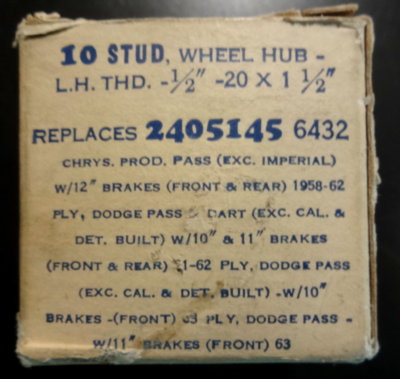 10 STUD, WHEEL HUB -
L.H. THD. -½" -20 X 1 ½"
REPLACES 2405145 6432
CHRYS. PROD. PASS (EXC. IMPERIAL)
W/12" BRAKES (FRONT & REAR) 1958-62
PLY, DODGE PASS & DART (EXC. CAL. &
DET. BUILT) W/10" & 11" BRAKES
(FRONT & REAR) 1-62 PLY, DODGE PASS
(EXC. CAL. & DET. BUILT) -W/10"
BRAKES -(FRONT) 63 PLY, DODGE PASS -
W/11" BRAKES (FRONT) 63